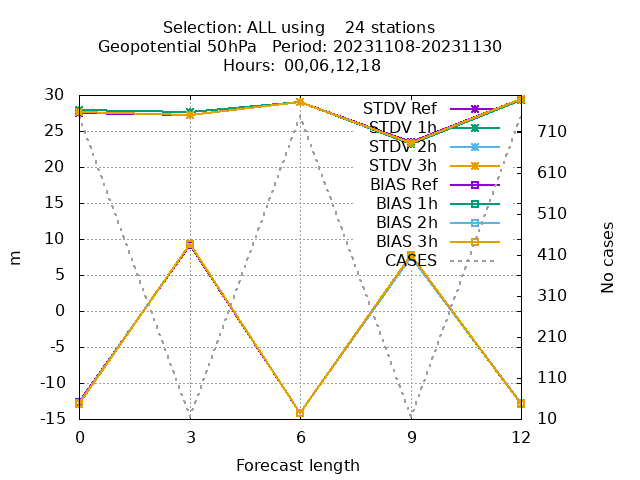 Selection: ALL using    24 stations
Geopotential 50hPa   Period: 20231108-20231130
Hours: 00,06,12,18
30
25
20
15
10
5
0
-5
-10
-15
m
STDV Ref
STDV 1h
STDV 2h
STDV 3h
BIAS Ref
BIAS 1h
BIAS 2h
BIAS 3h
CASES
710
610
510
410
310
210
110
10
No cases
0 3 6 9 12
Forecast length